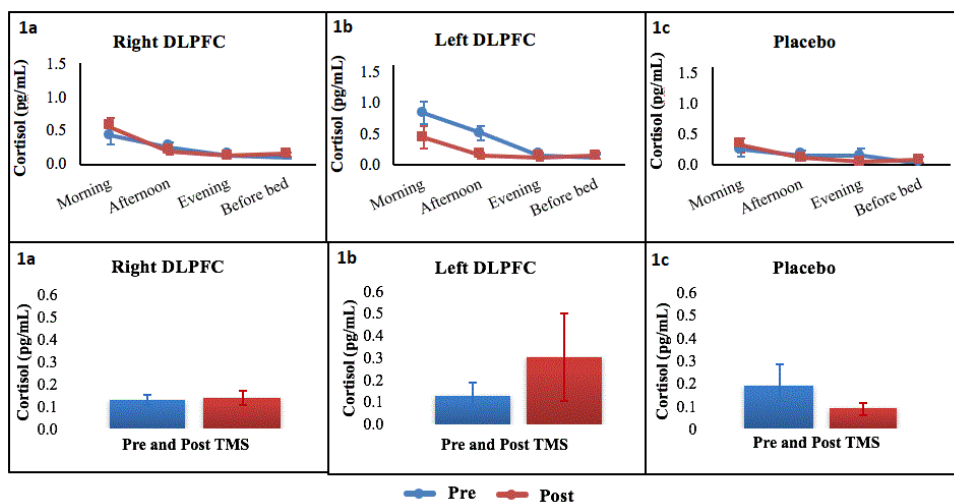 1a
Right DLPFC
Cortisol (pg/mL)
1.5
1.0
0.5
0.0
Morning
Afternoon
Evening
Before bed
1b
Left DLPFC
Cortisol (pg/mL)
1.5
1.0
0.5
0.0
Morning
Afternoon
Evening
Before bed
1c
Placebo
Cortisol (pg/mL)
1.5
1.0
0.5
0.0
Morning
Afternoon
Evening
Before bed
1a
Right DLPFC
Cortisol (pg/mL)
0.6
0.5
0.4
0.3
0.2
0.1
0.0
Pre and Post TMS
1b
Left DLPFC
Cortisol (pg/mL)
0.6
0.5
0.4
0.3
0.2
0.1
0.0
Pre and Post TMS
1c
Placebo
Cortisol (pg/mL)
0.6
0.5
0.4
0.3
0.2
0.1
0
Pre and Post TMS
Pre
Post